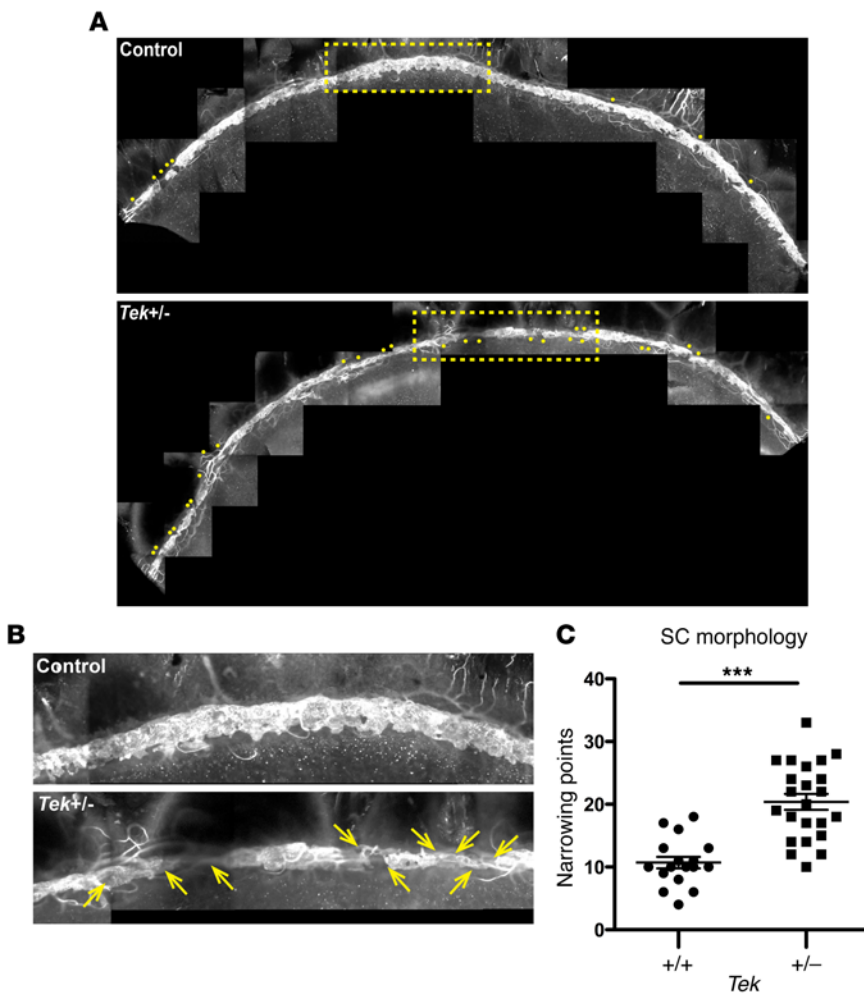 A
Control
Tek+/-
B
Control
Tek+/-
C
SC morphology
***
40
30
20
10
0
Narrowing points
+/+
+/−
Tek